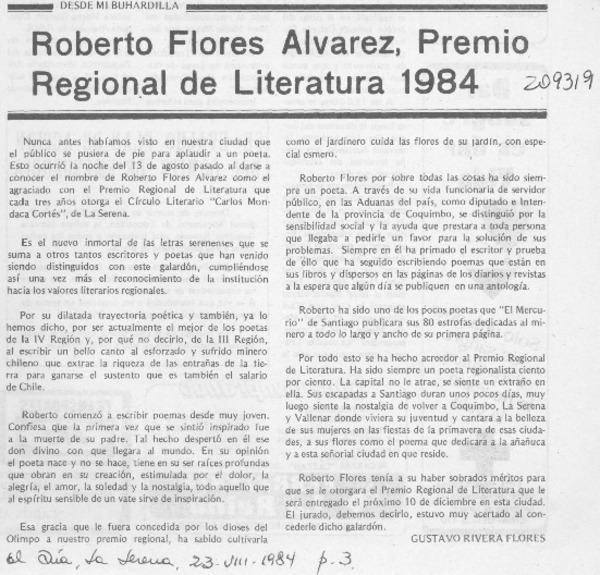 DESDE MI BUHARDILLA
Roberto Flores Alvarez, Premio
Regional de Literatura 1984
209319
Nunca antes habíamos visto en nuestra ciudad que
el público se pusiera de pie para aplaudir a un poeta.
Esto ocurrió la noche del 13 de agosto pasado al darse a
conocer el nombre de Roberto Flores Alvarez como el
agraciado con el Premio Regional de Literatura que
cada tres años otorga el Círculo Literario "Carlos Mon-
daca Cortés", de La Serena.
Es el nuevo inmortal de las letras serenenses que se
suma a otros tantos escritores y poetas que han venido
siendo distinguidos con este galardón, cumpliéndose
así una vez más el reconocimiento de la institución
hacia los valores literarios regionales.
Por su dilatada trayectoria poética y también, ya lo
hemos dicho, por ser actualmente el mejor de los poetas
de la IV Región y, por qué no decirlo, de la III Región,
al escribir un bello canto al esforzado y sufrido minero
chileno que extrae la riqueza de las entrañas de la tie-
rra para ganarse el sustento que es también el salario
de Chile.
Roberto comenzó a escribir poemas desde muy joven.
Confiesa que la primera vez que se sintió inspirado fue
a la muerte de su padre. Tal hecho despertó en él ese
don divino con que llegara al mundo. En su opinión
el poeta nace y no se hace, tiene en su ser raíces profundas
que obran en su creación, estimulada por el dolor, la
alegría, el amor, la soledad y la nostalgia, todo aquello que
al espíritu sensible de un vate sirve de inspiración.
Esa gracia que le fuera concedida por los dioses del
Olimpo a nuestro premio regional, ha sabido cultivarla
como el jardinero cuida las flores de su jardín, con espe-
cial esmero.
Roberto Flores por sobre todas las cosas ha sido siem-
pre un poeta. A través de su vida funcionaria de servidor
público, en las Aduanas del país, como diputado e Inten-
dente de la provincia de Coquimbo, se distinguió por la
sensibilidad social y la ayuda que prestara a toda persona
que llegaba a pedirle un favor para la solución de sus
problemas. Siempre en él ha primado el escritor y prueba
de ello que ha seguido escribiendo poemas que están en
sus libros y dispersos en las páginas de los diarios y revistas
a la espera que algún día se publiquen en una antología.
Roberto ha sido uno de los pocos poetas que "El Mercu-
rio" de Santiago publicara sus 80 estrofas dedicadas al mi-
nero a todo lo largo y ancho de su primera página.
Por todo esto se ha hecho acreedor al Premio Regional
de Literatura. Ha sido siempre un poeta regionalista ciento
por ciento. La capital no le atrae, se siente un extraño en
ella. Sus escapadas a Santiago duran unos pocos días, muy
luego siente la nostalgia de volver a Coquimbo, La Serena
y Vallenar donde viviera su juventud y cantara a la belleza
de sus mujeres en las fiestas de la primavera de esas ciuda-
des, a sus flores como el poema que dedicara a la añañuca
y a esta señorial ciudad en que reside.
Roberto Flores tenía a su haber sobrados méritos para
que se le otorgara el Premio Regional de Literatura que le
será entregado el próximo 10 de diciembre en esta ciudad.
El jurado, debemos decirlo, estuvo muy acertado al con-
cederle dicho galardón.
GUSTAVO RIVERA FLORES
El Día, La Serena, 23-VIII-1984 p. 3.